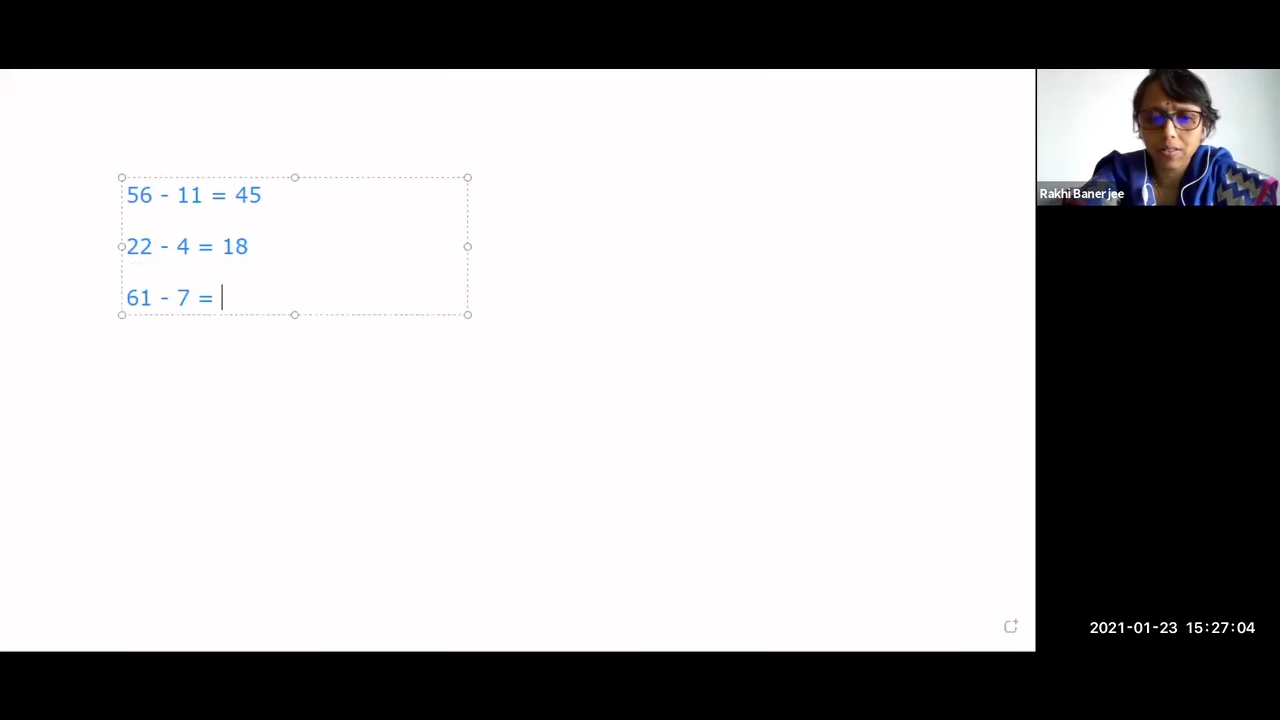 56 - 11 = 45
22 - 4 = 18
61 - 7 =
Rakhi Banerjee
2021-01-23 15:27:04